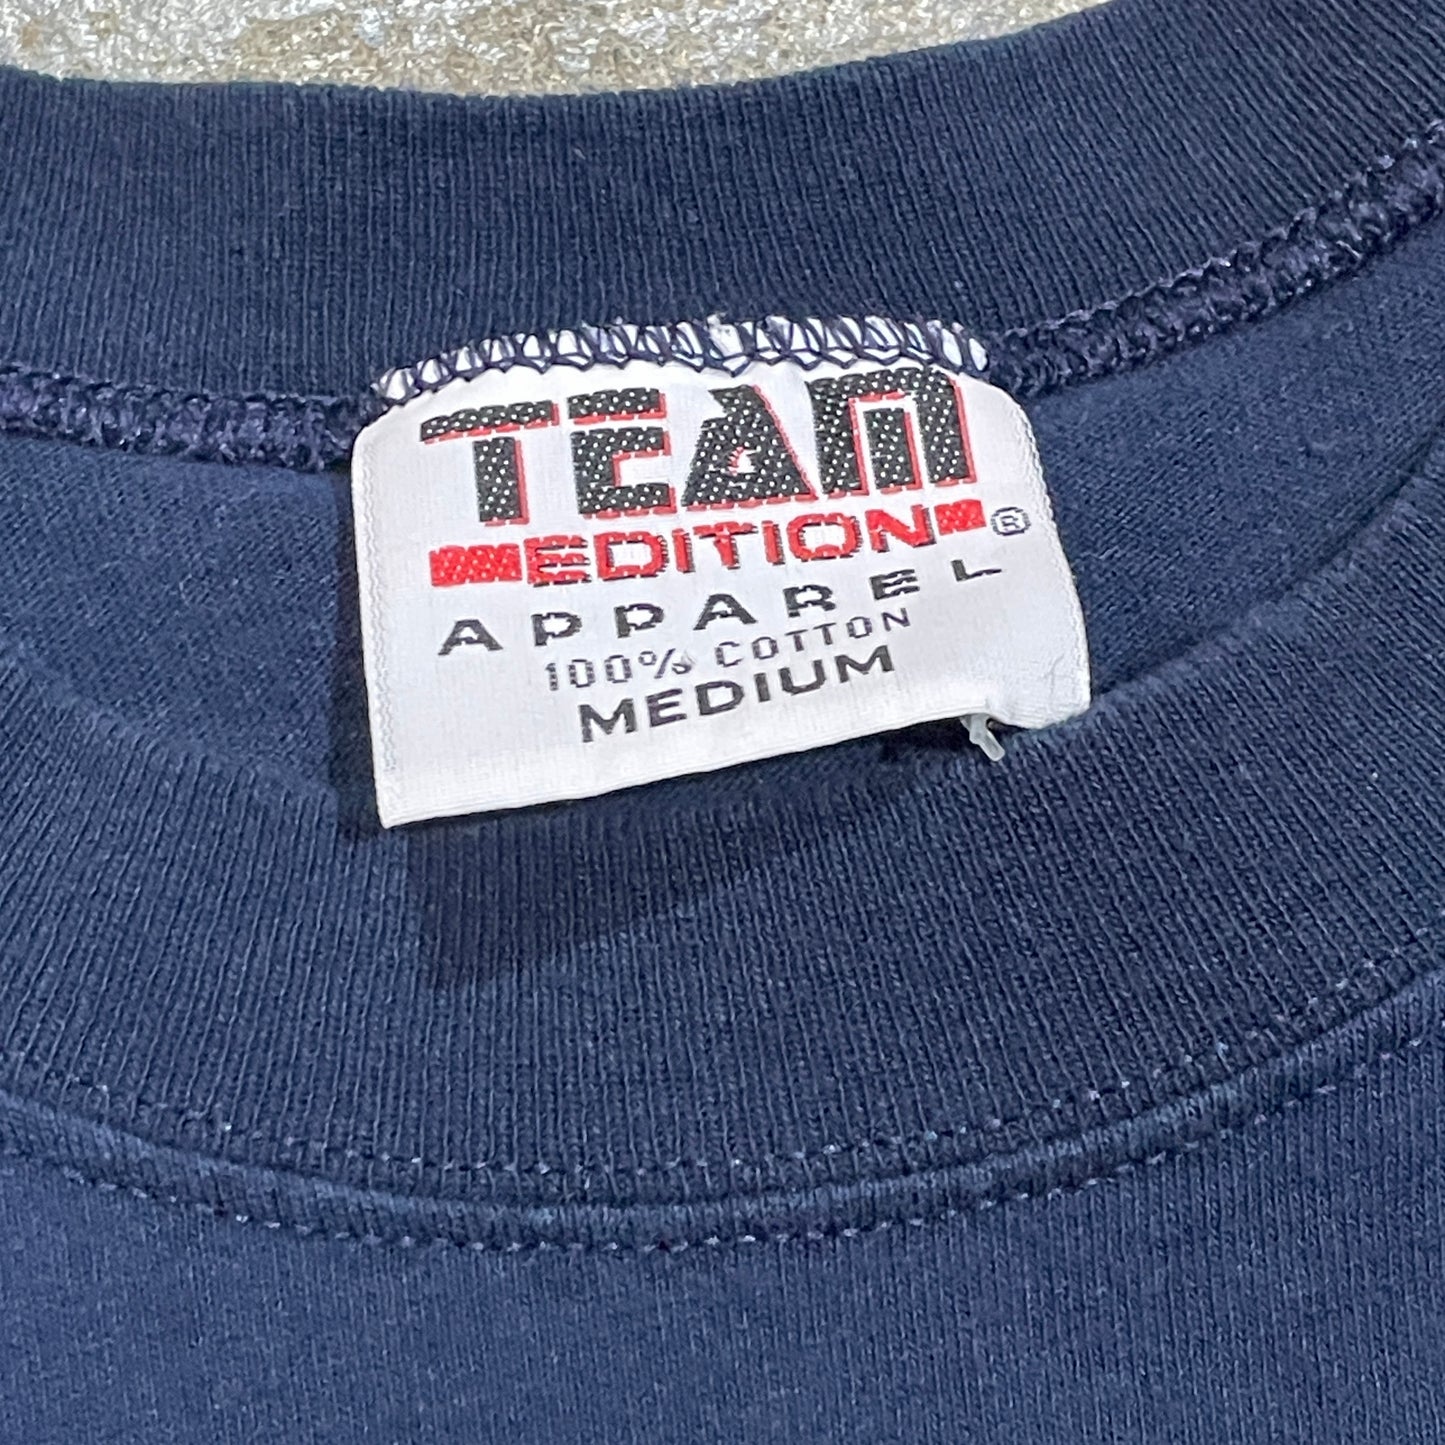 TEAM
EDITION ®
APPAREL
100% COTTON
MEDIUM